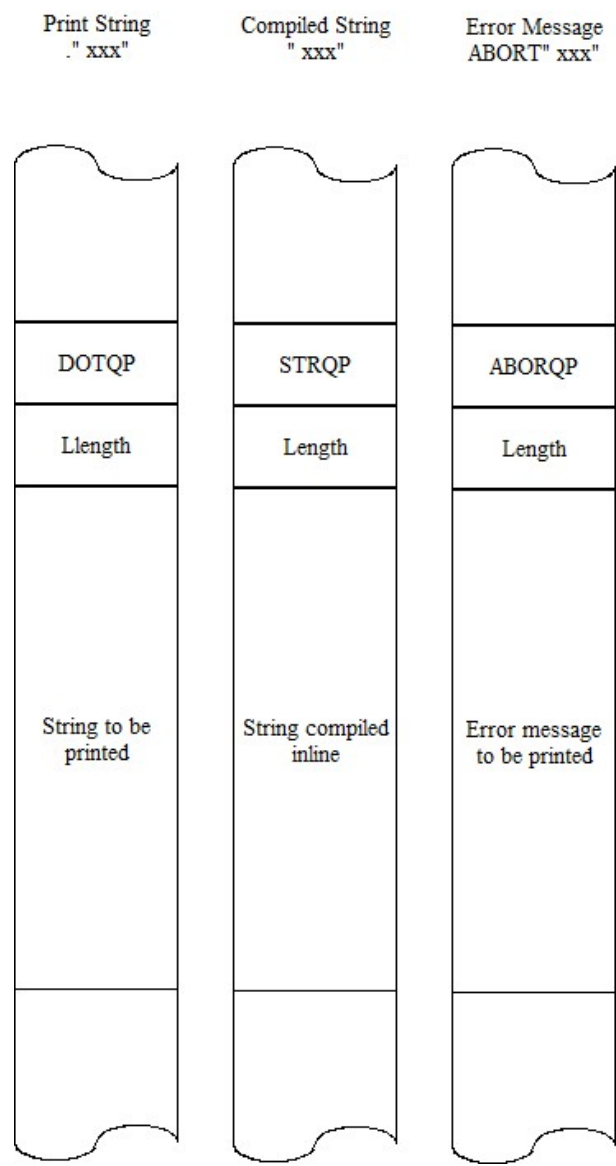 Print String
." xxx"
Compiled String
" xxx"
Error Message
ABORT" xxx"
DOTQP
STRQP
ABORQP
Llength
Length
Length
String to be
printed
String compiled
inline
Error message
to be printed